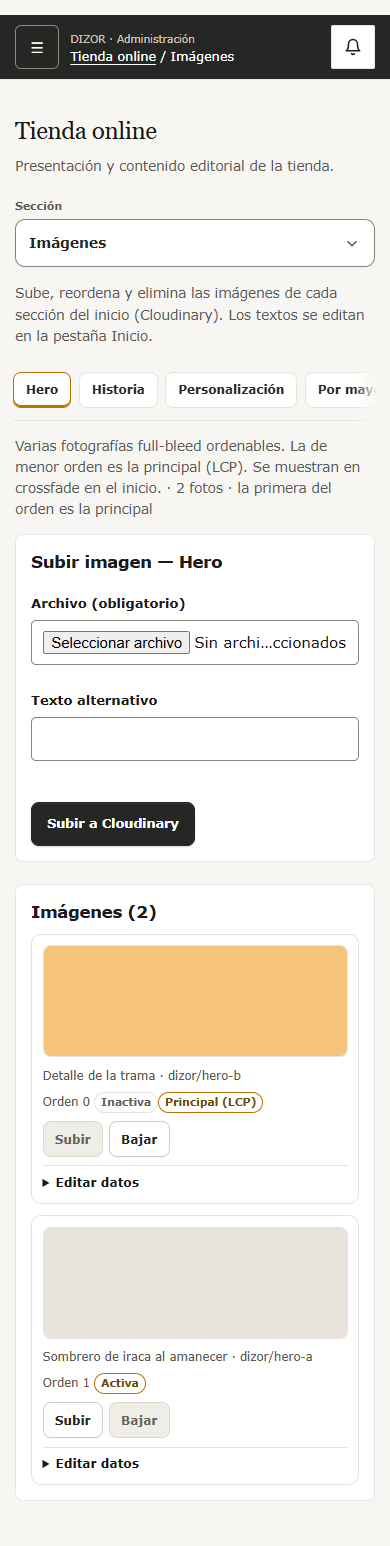 DIZOR · Administración
Tienda online / Imágenes
Tienda online
Presentación y contenido editorial de la tienda.
Sección
Imágenes
Sube, reordena y elimina las imágenes de cada
sección del inicio (Cloudinary). Los textos se editan
en la pestaña Inicio.
Hero
Historia
Personalización
Por mayo
Varias fotografías full-bleed ordenables. La de
menor orden es la principal (LCP). Se muestran en
crossfade en el inicio. · 2 fotos · la primera del
orden es la principal
Subir imagen — Hero
Archivo (obligatorio)
Seleccionar archivo Sin archi...ccionados
Texto alternativo
Subir a Cloudinary
Imágenes (2)
Detalle de la trama · dizor/hero-b
Orden 0 Inactiva Principal (LCP)
Subir Bajar
Editar datos
Sombrero de iraca al amanecer · dizor/hero-a
Orden 1 Activa
Subir Bajar
Editar datos